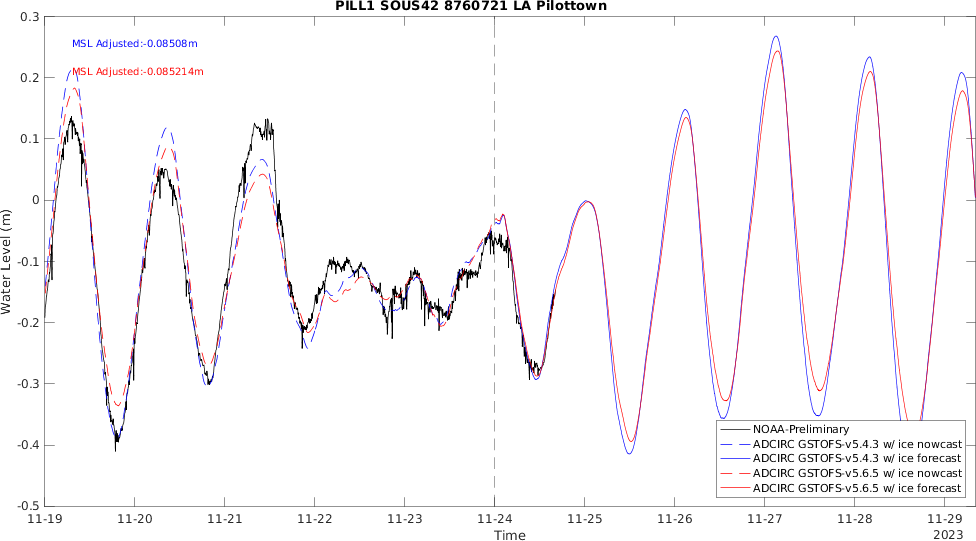 PILL1 SOUS42 8760721 LA Pilottown
0.3
0.2
0.1
0
-0.1
-0.2
-0.3
-0.4
-0.5
Water Level (m)
MSL Adjusted:-0.08508m
MSL Adjusted:-0.085214m
NOAA-Preliminary
ADCIRC GSTOFS-v5.4.3 w/ ice nowcast
ADCIRC GSTOFS-v5.4.3 w/ ice forecast
ADCIRC GSTOFS-v5.6.5 w/ ice nowcast
ADCIRC GSTOFS-v5.6.5 w/ ice forecast
11-19 11-20 11-21 11-22 11-23 11-24 11-25 11-26 11-27 11-28 11-29
Time
2023